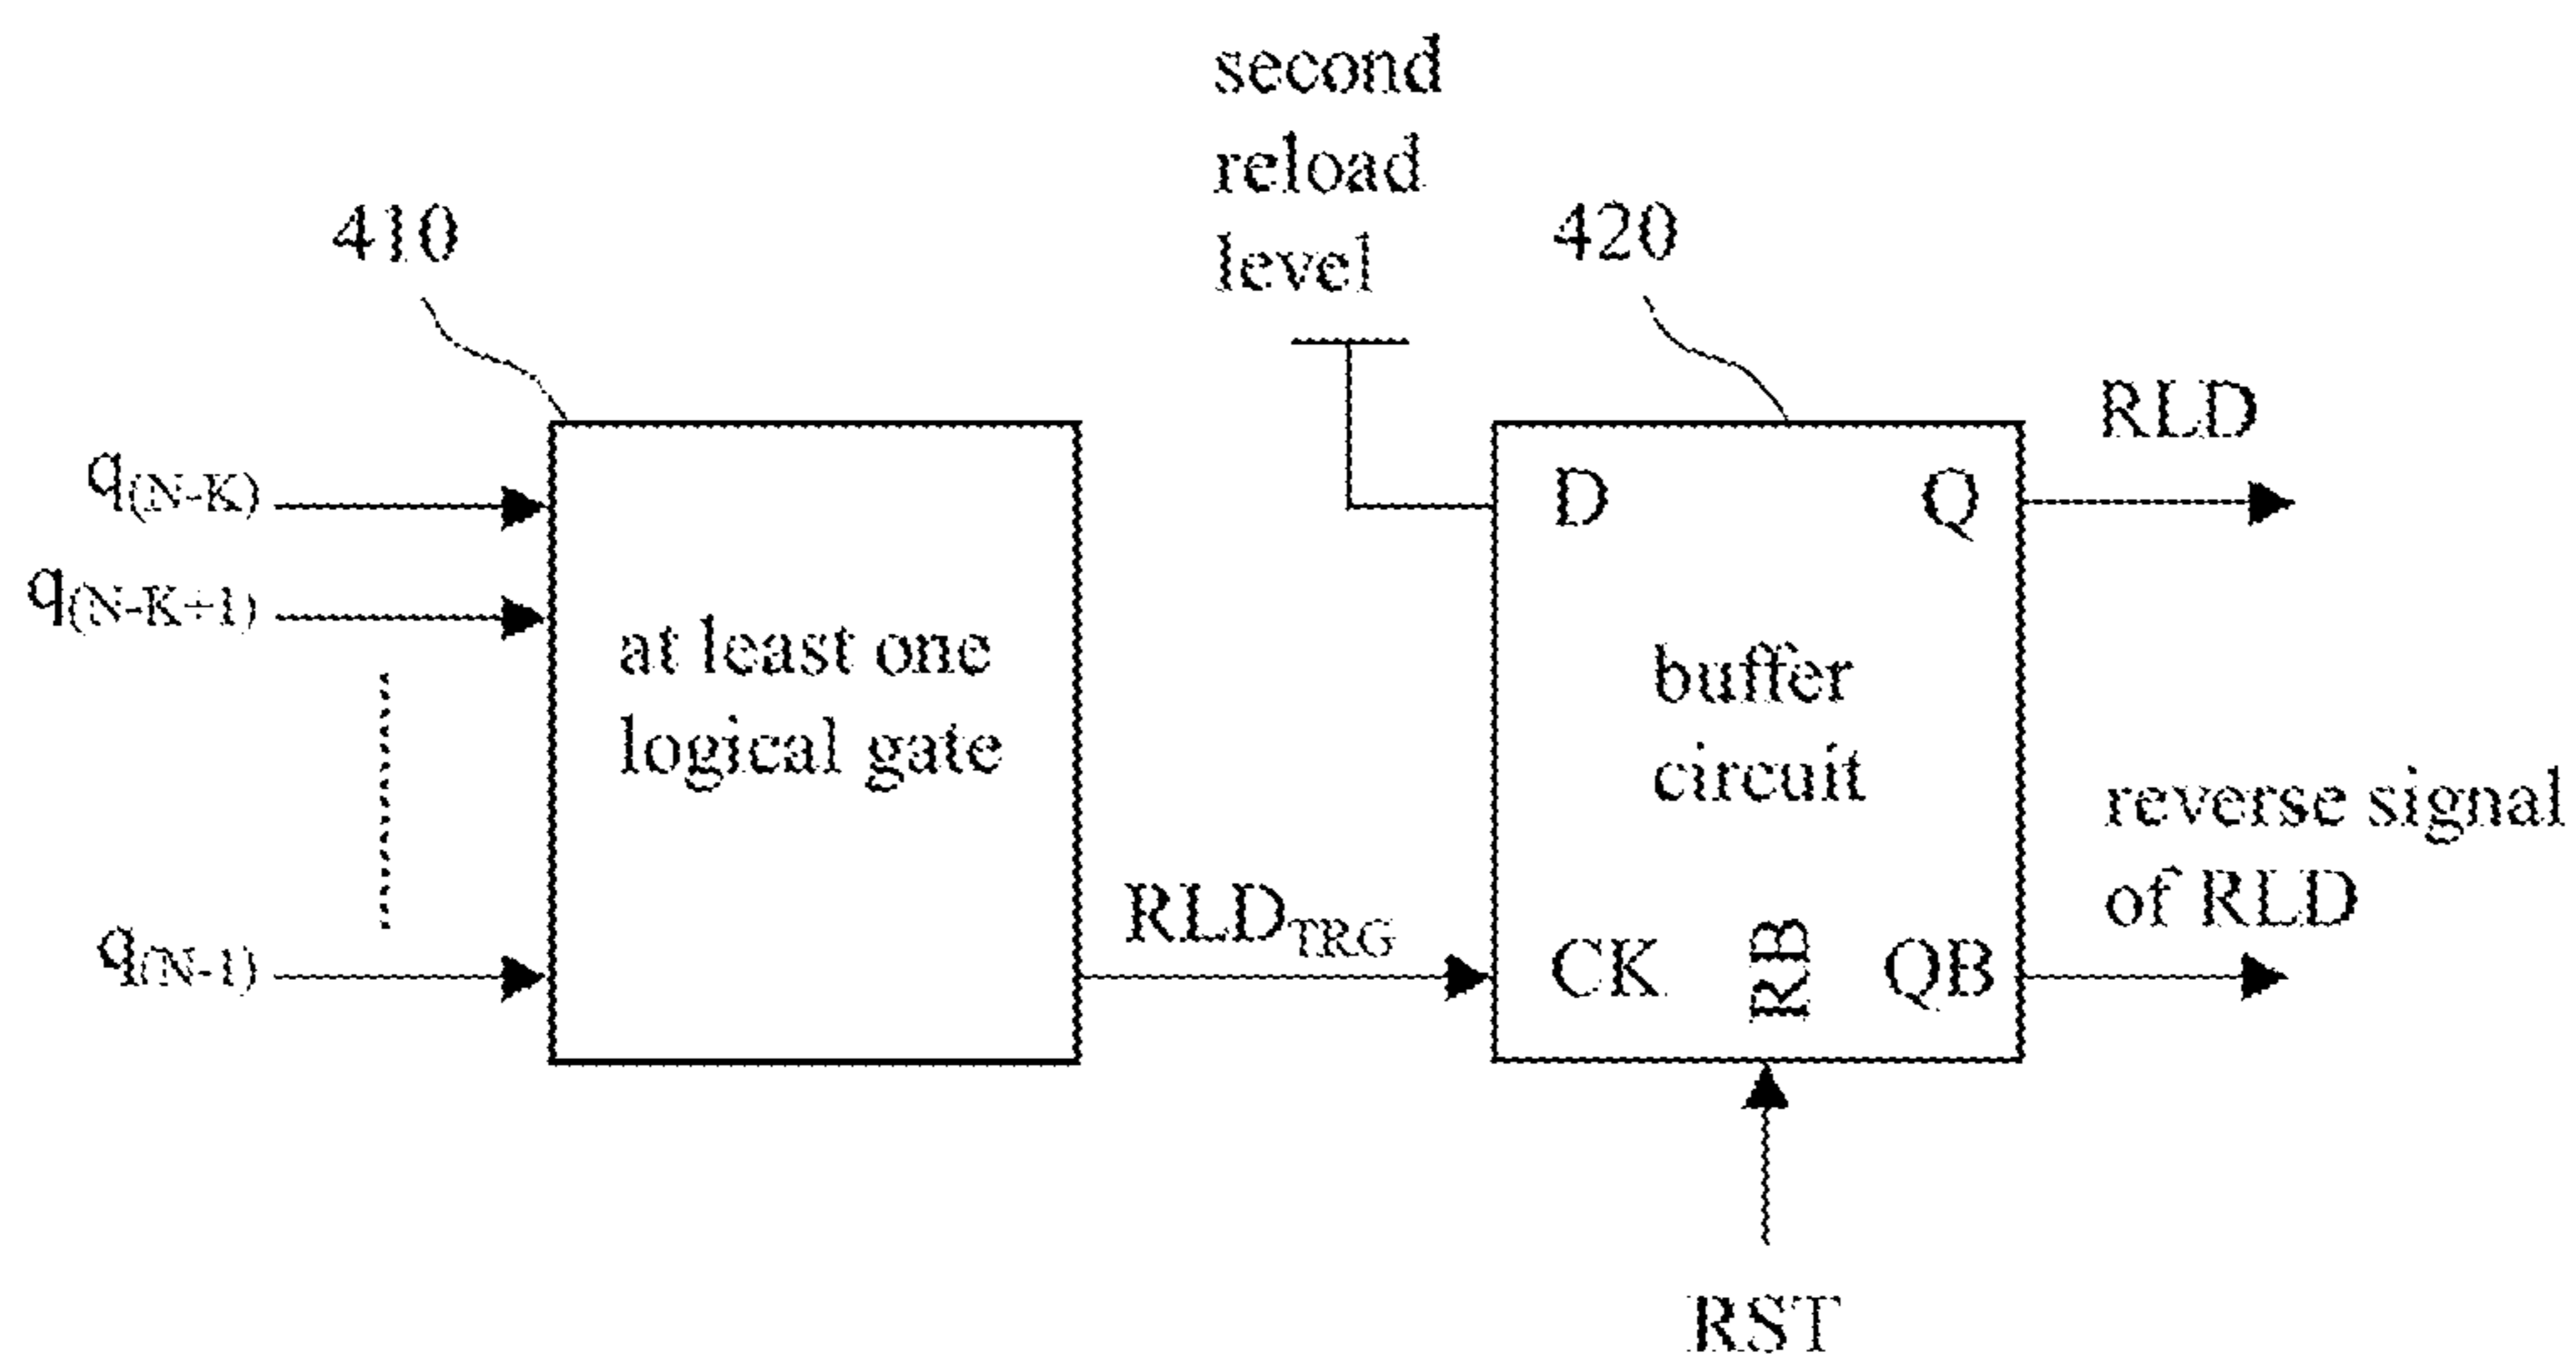 second
reload
level
410
420
RLD
q(N-K)
D
Q
q(N-K+1)
at least one
logical gate
buffer
circuit
reverse signal
of RLD
RLDTRG
q(N-1)
CK
RB
QB
RST